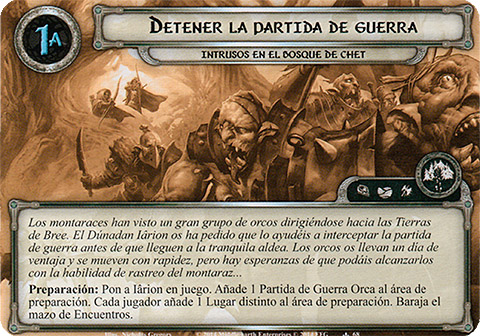 1A
Detener la partida de guerra
Intrusos en el Bosque de Chet
Los montaraces han visto un gran grupo de orcos dirigiéndose hacia las Tierras
de Bree. El Dúnadan Iârion os ha pedido que lo ayudéis a interceptar la partida
de guerra antes de que lleguen a la tranquila aldea. Los orcos os llevan un día de
ventaja y se mueven con rapidez, pero hay esperanzas de que podáis alcanzarlos
con la habilidad de rastreo del montaraz...
Preparación: Pon a Iârion en juego. Añade 1 Partida de Guerra Orca al área de
preparación. Cada jugador añade 1 Lugar distinto al área de preparación. Baraja el
mazo de Encuentros.
68